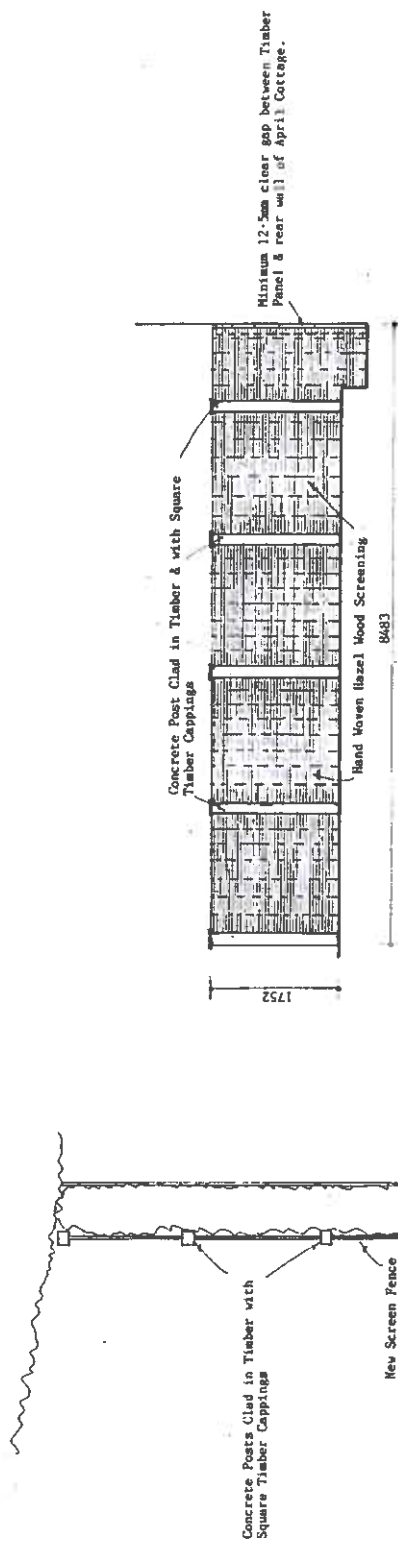 Minimum 12·5mm clear gap between Timber
Panel & rear wall of April Cottage.
Concrete Post Clad in Timber & with Square
Timber Cappings
Hand Woven Hazel Wood Screening
8483
1752
Concrete Posts Clad in Timber with
Square Timber Cappings
New Screen Fence